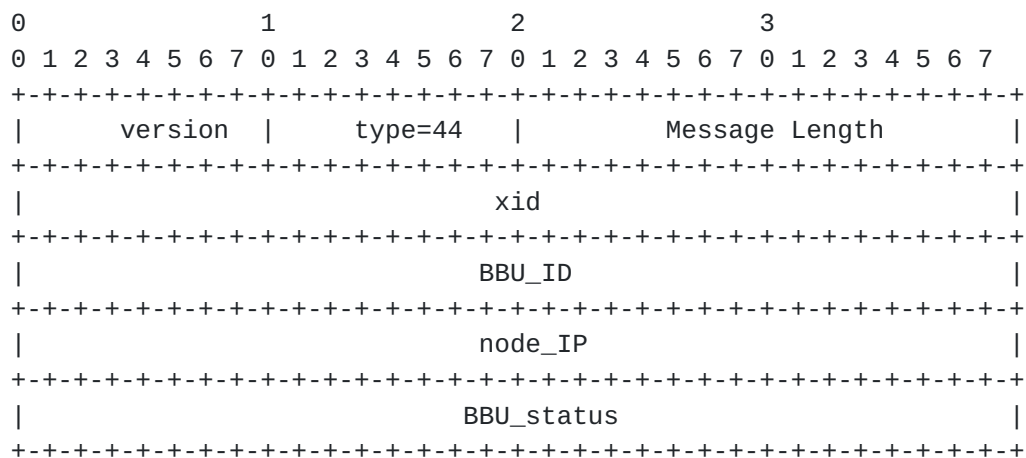 0               1               2               3
0 1 2 3 4 5 6 7 0 1 2 3 4 5 6 7 0 1 2 3 4 5 6 7 0 1 2 3 4 5 6 7
+-+-+-+-+-+-+-+-+-+-+-+-+-+-+-+-+-+-+-+-+-+-+-+-+-+-+-+-+-+-+-+-+
|      version  |     type=44   |         Message Length        |
+-+-+-+-+-+-+-+-+-+-+-+-+-+-+-+-+-+-+-+-+-+-+-+-+-+-+-+-+-+-+-+-+
|                              xid                              |
+-+-+-+-+-+-+-+-+-+-+-+-+-+-+-+-+-+-+-+-+-+-+-+-+-+-+-+-+-+-+-+-+
|                             BBU_ID                            |
+-+-+-+-+-+-+-+-+-+-+-+-+-+-+-+-+-+-+-+-+-+-+-+-+-+-+-+-+-+-+-+-+
|                             node_IP                           |
+-+-+-+-+-+-+-+-+-+-+-+-+-+-+-+-+-+-+-+-+-+-+-+-+-+-+-+-+-+-+-+-+
|                            BBU_status                         |
+-+-+-+-+-+-+-+-+-+-+-+-+-+-+-+-+-+-+-+-+-+-+-+-+-+-+-+-+-+-+-+-+